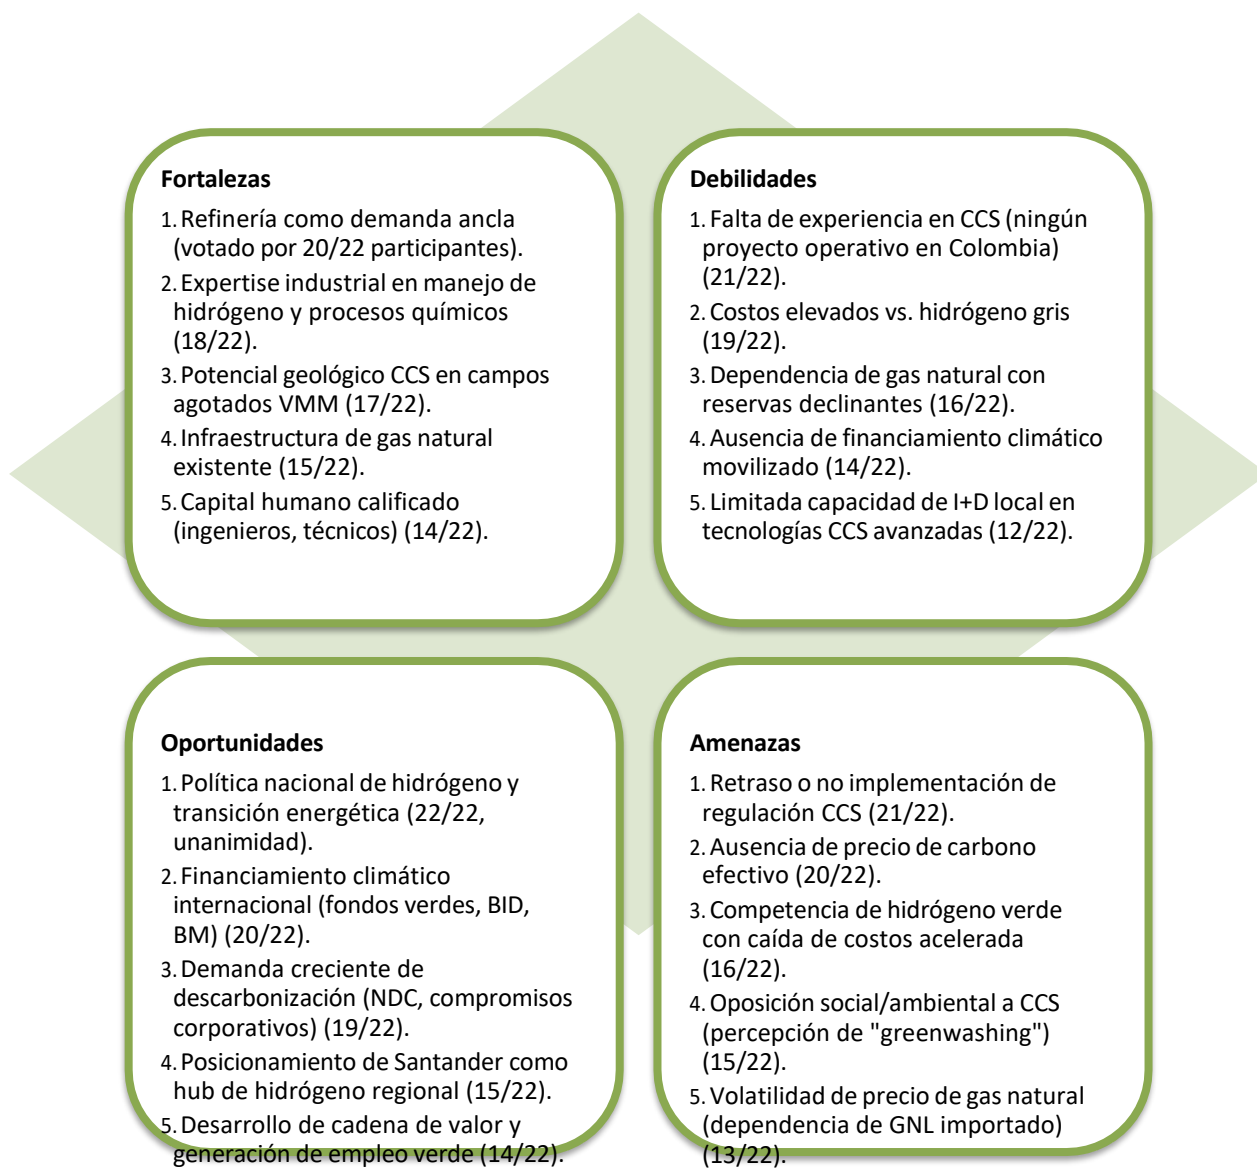 Fortalezas
1. Refinería como demanda ancla
(votado por 20/22 participantes).
2. Expertise industrial en manejo de
hidrógeno y procesos químicos
(18/22).
3. Potencial geológico CCS en campos
agotados VMM (17/22).
4. Infraestructura de gas natural
existente (15/22).
5. Capital humano calificado
(ingenieros, técnicos) (14/22).
Debilidades
1. Falta de experiencia en CCS (ningún
proyecto operativo en Colombia)
(21/22).
2. Costos elevados vs. hidrógeno gris
(19/22).
3. Dependencia de gas natural con
reservas declinantes (16/22).
4. Ausencia de financiamiento climático
movilizado (14/22).
5. Limitada capacidad de I+D local en
tecnologías CCS avanzadas (12/22).
Oportunidades
1. Política nacional de hidrógeno y
transición energética (22/22,
unanimidad).
2. Financiamiento climático
internacional (fondos verdes, BID,
BM) (20/22).
3. Demanda creciente de
descarbonización (NDC, compromisos
corporativos) (19/22).
4. Posicionamiento de Santander como
hub de hidrógeno regional (15/22).
5. Desarrollo de cadena de valor y
generación de empleo verde (14/22).
Amenazas
1. Retraso o no implementación de
regulación CCS (21/22).
2. Ausencia de precio de carbono
efectivo (20/22).
3. Competencia de hidrógeno verde
con caída de costos acelerada
(16/22).
4. Oposición social/ambiental a CCS
(percepción de "greenwashing")
(15/22).
5. Volatilidad de precio de gas natural
(dependencia de GNL importado)
(13/22).